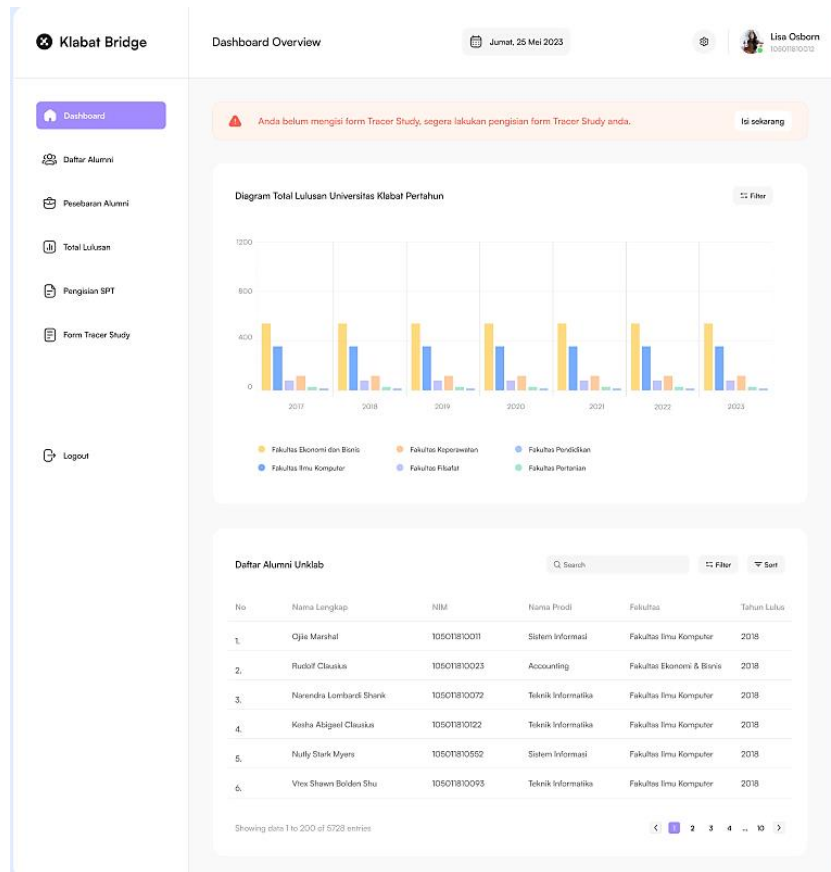 Klabat Bridge
Dashboard Overview
Jumat, 25 Mei 2023
Lisa Osborn
105011810012
Dashboard
Daftar Alumni
Pesebaran Alumni
Total Lulusan
Pengisian SPT
Form Tracer Study
Logout
Anda belum mengisi form Tracer Study, segera lakukan pengisian form Tracer Study anda.
Isi sekarang
Diagram Total Lulusan Universitas Klabat Pertahun
Filter
1200
800
400
0
2017 2018 2019 2020 2021 2022 2023
Fakultas Ekonomi dan Bisnis Fakultas Keperawatan Fakultas Pendidikan
Fakultas Ilmu Komputer Fakultas Filsafat Fakultas Pertanian
Daftar Alumni Unklab
Search
Filter
Sort
No Nama Lengkap NIM Nama Prodi Fakultas Tahun Lulus
1. Ojiie Marshal 105011810011 Sistem Informasi Fakultas Ilmu Komputer 2018
2. Rudolf Clausius 105011810023 Accounting Fakultas Ekonomi & Bisnis 2018
3. Narendra Lombardi Shank 105011810072 Teknik Informatika Fakultas Ilmu Komputer 2018
4. Kesha Abigeel Clausius 105011810122 Teknik Informatika Fakultas Ilmu Komputer 2018
5. Nutly Stark Myers 105011810552 Sistem Informasi Fakultas Ilmu Komputer 2018
6. Vtex Shawn Bolden Shu 105011810093 Teknik Informatika Fakultas Ilmu Komputer 2018
Showing data 1 to 200 of 5728 entries
< 1 2 3 4 ... 10 >